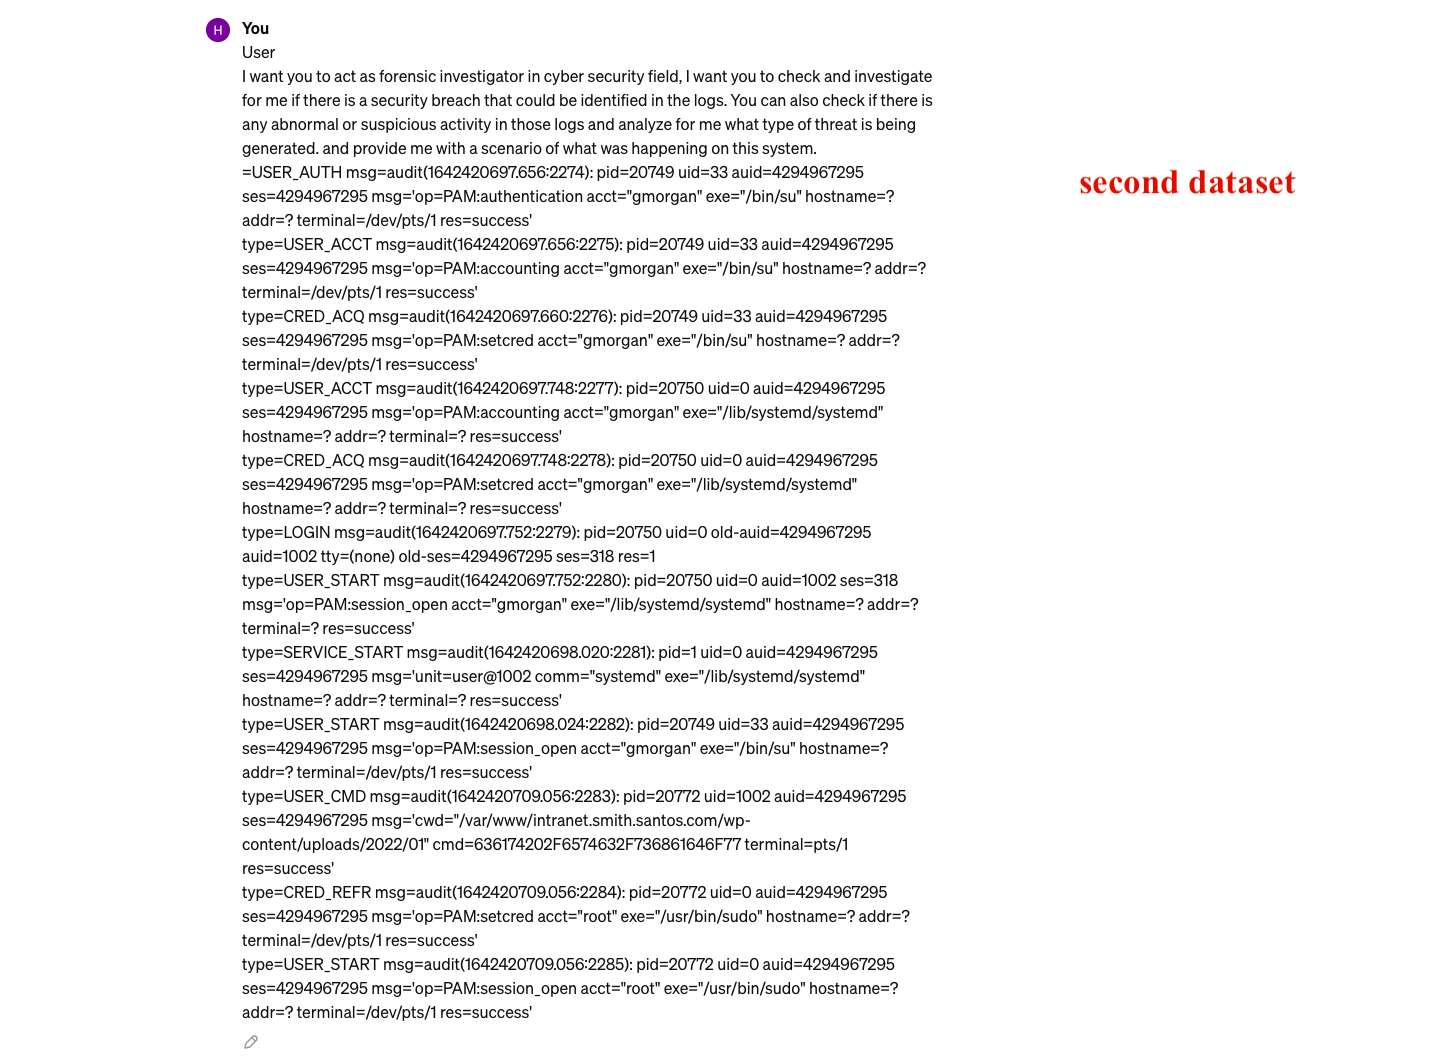 H
You
User
I want you to act as forensic investigator in cyber security field, I want you to check and investigate
for me if there is a security breach that could be identified in the logs. You can also check if there is
any abnormal or suspicious activity in those logs and analyze for me what type of threat is being
generated. and provide me with a scenario of what was happening on this system.
=USER_AUTH msg=audit(1642420697.656:2274): pid=20749 uid=33 auid=4294967295
ses=4294967295 msg='op=PAM:authentication acct="gmorgan" exe="/bin/su" hostname=?
addr=? terminal=/dev/pts/1 res=success'
type=USER_ACCT msg=audit(1642420697.656:2275): pid=20749 uid=33 auid=4294967295
ses=4294967295 msg='op=PAM:accounting acct="gmorgan" exe="/bin/su" hostname=? addr=?
terminal=/dev/pts/1 res=success'
type=CRED_ACQ msg=audit(1642420697.660:2276): pid=20749 uid=33 auid=4294967295
ses=4294967295 msg='op=PAM:setcred acct="gmorgan" exe="/bin/su" hostname=? addr=?
terminal=/dev/pts/1 res=success'
type=USER_ACCT msg=audit(1642420697.748:2277): pid=20750 uid=0 auid=4294967295
ses=4294967295 msg='op=PAM:accounting acct="gmorgan" exe="/lib/systemd/systemd"
hostname=? addr=? terminal=? res=success'
type=CRED_ACQ msg=audit(1642420697.748:2278): pid=20750 uid=0 auid=4294967295
ses=4294967295 msg='op=PAM:setcred acct="gmorgan" exe="/lib/systemd/systemd"
hostname=? addr=? terminal=? res=success'
type=LOGIN msg=audit(1642420697.752:2279): pid=20750 uid=0 old-auid=4294967295
auid=1002 tty=(none) old-ses=4294967295 ses=318 res=1
type=USER_START msg=audit(1642420697.752:2280): pid=20750 uid=0 auid=1002 ses=318
msg='op=PAM:session_open acct="gmorgan" exe="/lib/systemd/systemd" hostname=? addr=?
terminal=? res=success'
type=SERVICE_START msg=audit(1642420698.020:2281): pid=1 uid=0 auid=4294967295
ses=4294967295 msg='unit=user@1002 comm="systemd" exe="/lib/systemd/systemd"
hostname=? addr=? terminal=? res=success'
type=USER_START msg=audit(1642420698.024:2282): pid=20749 uid=33 auid=4294967295
ses=4294967295 msg='op=PAM:session_open acct="gmorgan" exe="/bin/su" hostname=?
addr=? terminal=/dev/pts/1 res=success'
type=USER_CMD msg=audit(1642420709.056:2283): pid=20772 uid=1002 auid=4294967295
ses=4294967295 msg='cwd="/var/www/intranet.smith.santos.com/wp-
content/uploads/2022/01" cmd=636174202F6574632F736861646F77 terminal=pts/1
res=success'
type=CRED_REFR msg=audit(1642420709.056:2284): pid=20772 uid=0 auid=4294967295
ses=4294967295 msg='op=PAM:setcred acct="root" exe="/usr/bin/sudo" hostname=? addr=?
terminal=/dev/pts/1 res=success'
type=USER_START msg=audit(1642420709.056:2285): pid=20772 uid=0 auid=4294967295
ses=4294967295 msg='op=PAM:session_open acct="root" exe="/usr/bin/sudo" hostname=?
addr=? terminal=/dev/pts/1 res=success'
second dataset